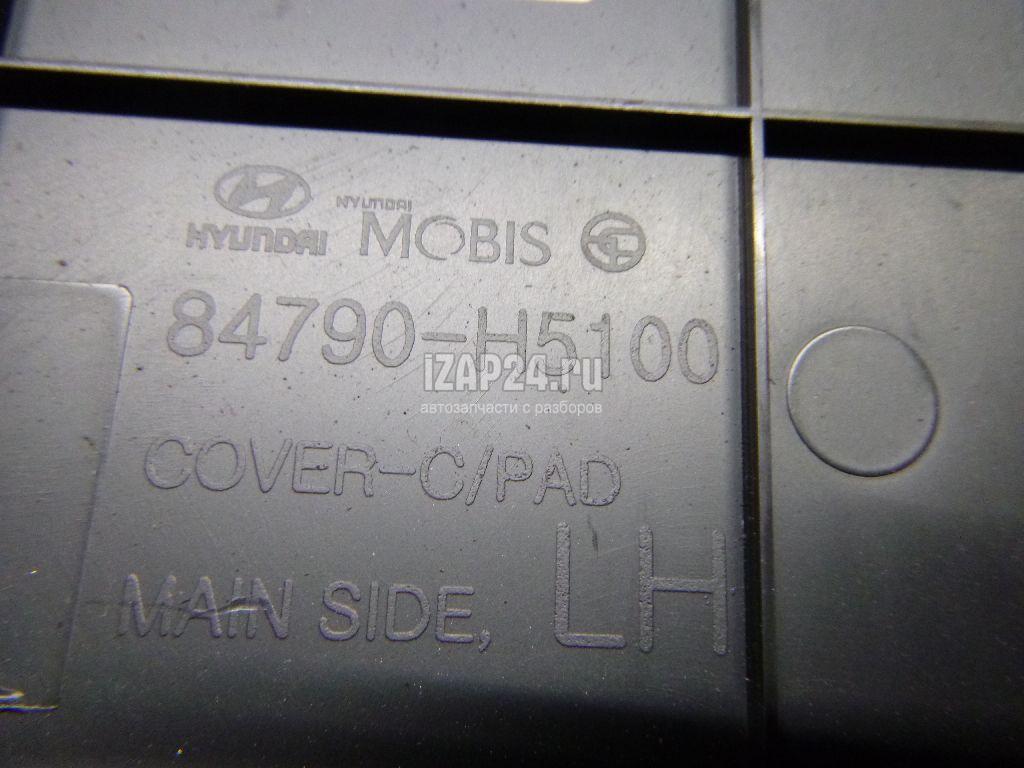 HYUNDAI HYUNDAI MOBIS
84790-H5100
iZAP24.ru
автозапчасти с разборов
COVER-C/PAD
MAIN SIDE, LH